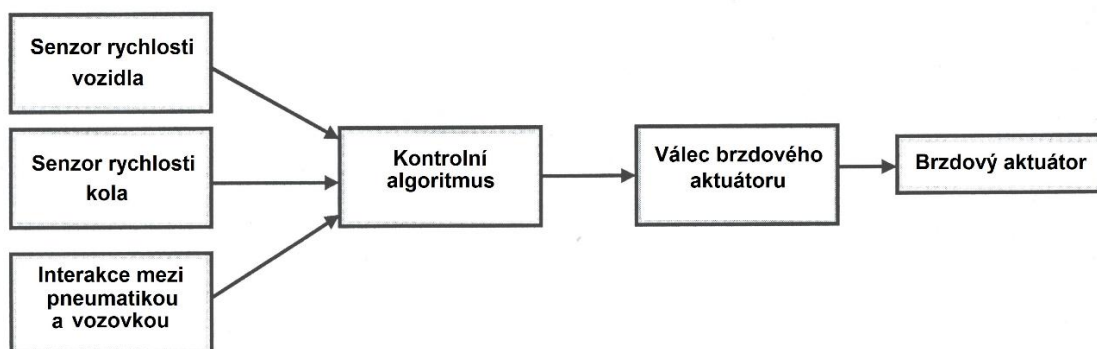 Senzor rychlosti
vozidla
Senzor rychlosti
kola
Interakce mezi
pneumatikou
a vozovkou
Kontrolní
algoritmus
Válec brzdového
aktuátoru
Brzdový aktuátor